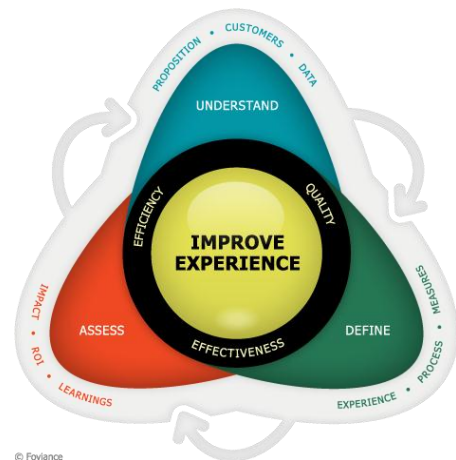 PROPOSITION • CUSTOMERS • DATA
UNDERSTAND
EFFICIENCY
QUALITY
IMPROVE
EXPERIENCE
EFFECTIVENESS
ASSESS
DEFINE
IMPACT • ROI • LEARNINGS
EXPERIENCE • PROCESS • MEASURES
© Foviance